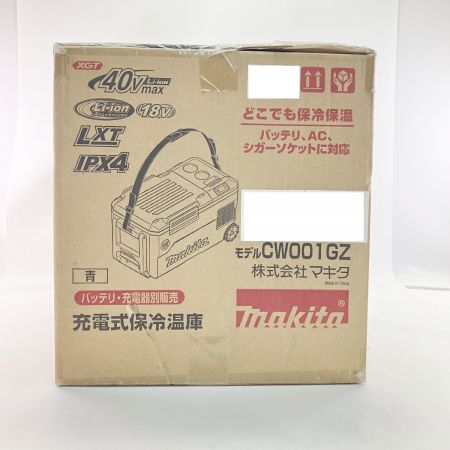 XGT
40Vmax Li-ion
Li-ion 18V
LXT
IPX4
どこでも保冷保温
バッテリ、AC、
シガーソケットに対応
makita
モデルCW001GZ
株式会社マキタ
Made in China
青
バッテリ・充電器別販売
充電式保冷温庫
makita®